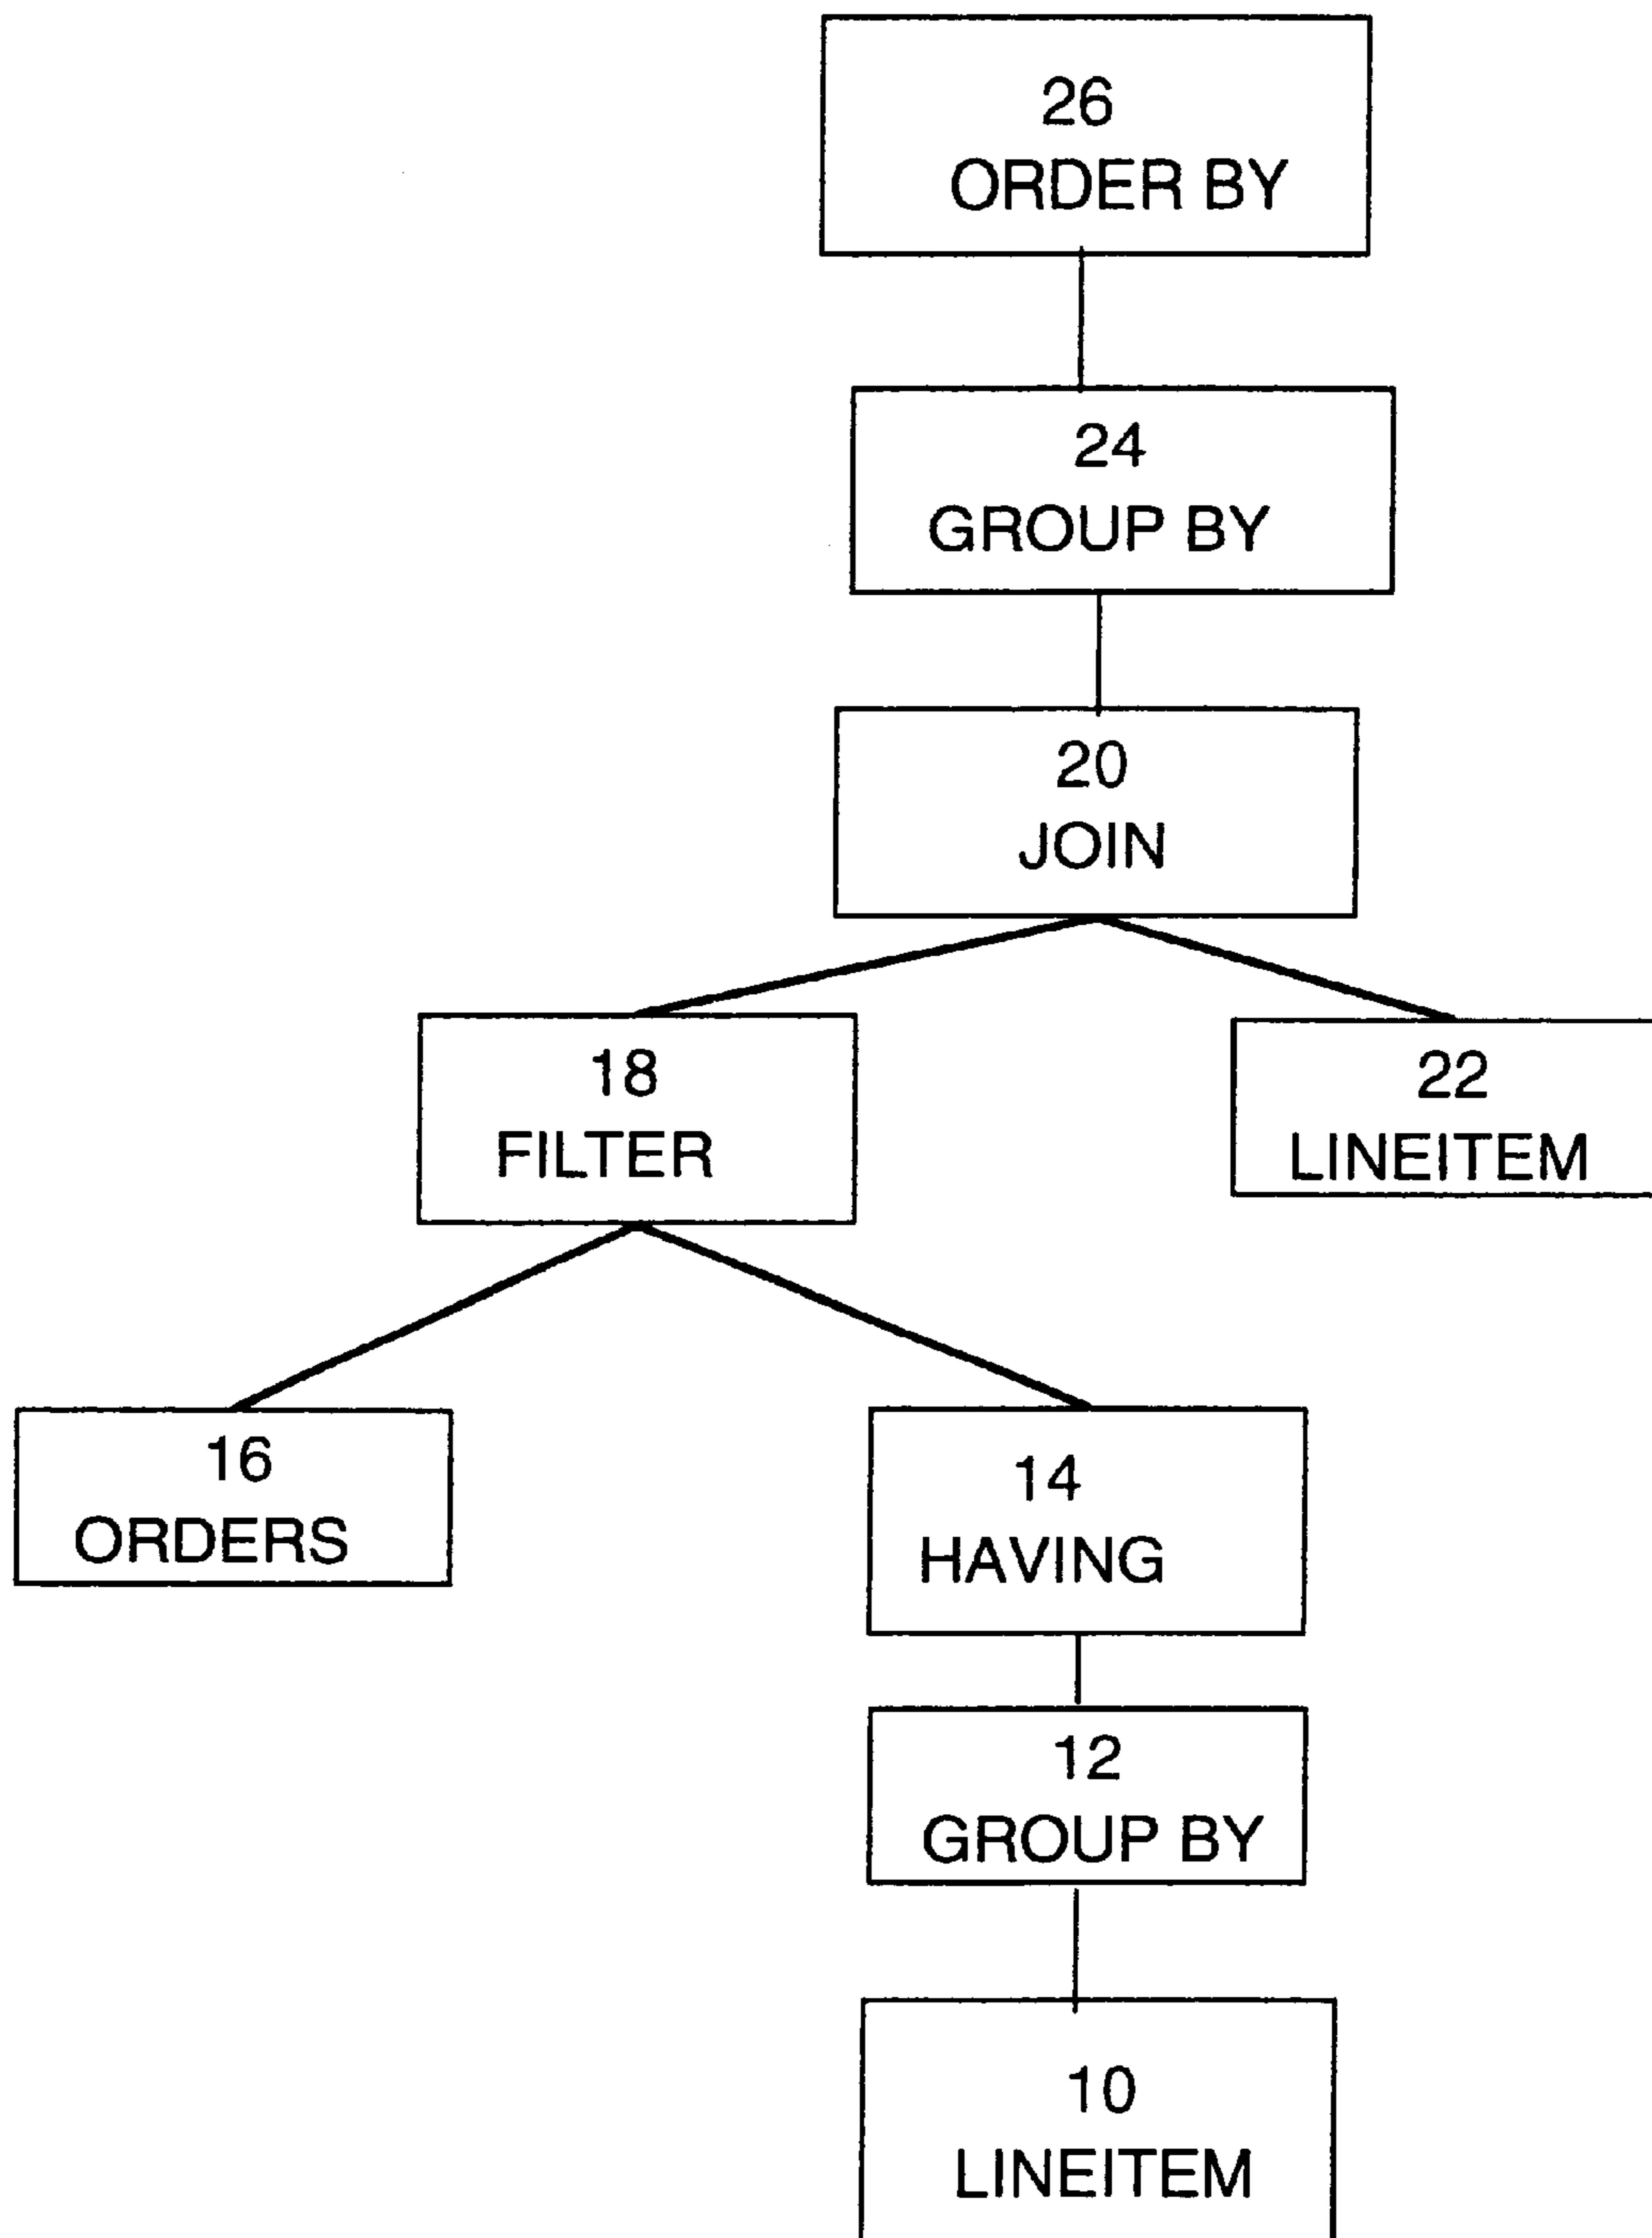 26
ORDER BY
24
GROUP BY
20
JOIN
18
FILTER
22
LINEITEM
16
ORDERS
14
HAVING
12
GROUP BY
10
LINEITEM